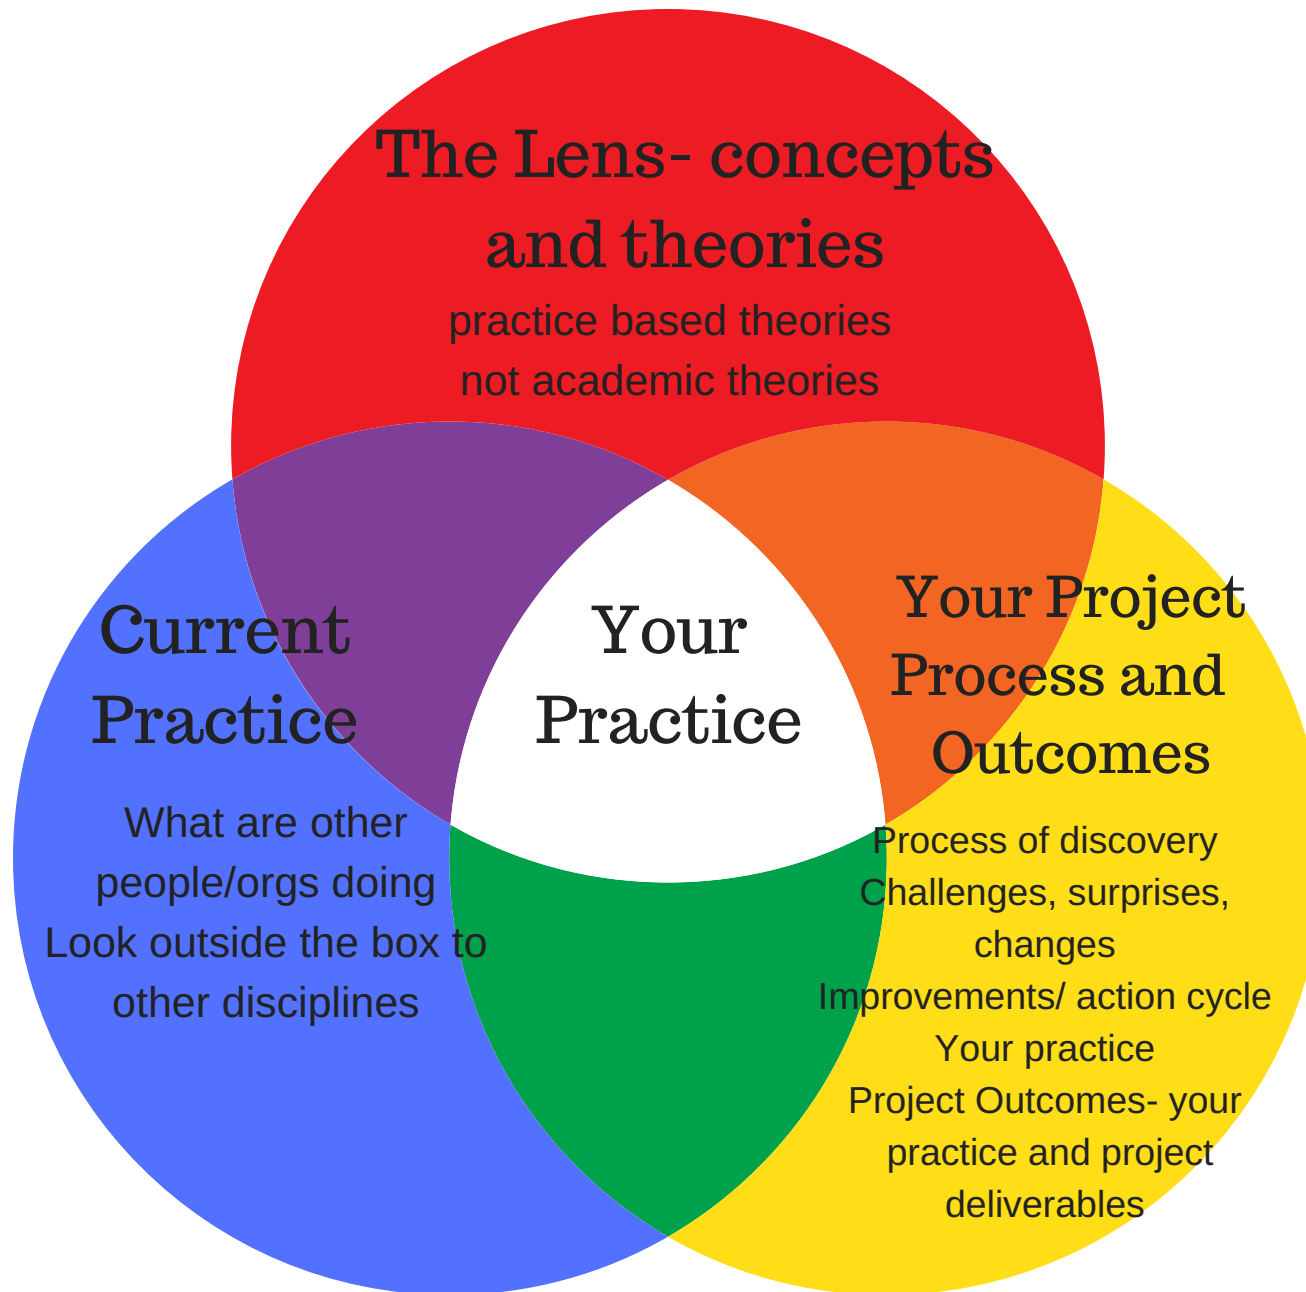 The Lens- concepts
and theories
practice based theories
not academic theories
Current
Practice
What are other
people/orgs doing
Look outside the box to
other disciplines
Your
Practice
Your Project
Process and
Outcomes
Process of discovery
Challenges, surprises,
changes
Improvements/ action cycle
Your practice
Project Outcomes- your
practice and project
deliverables